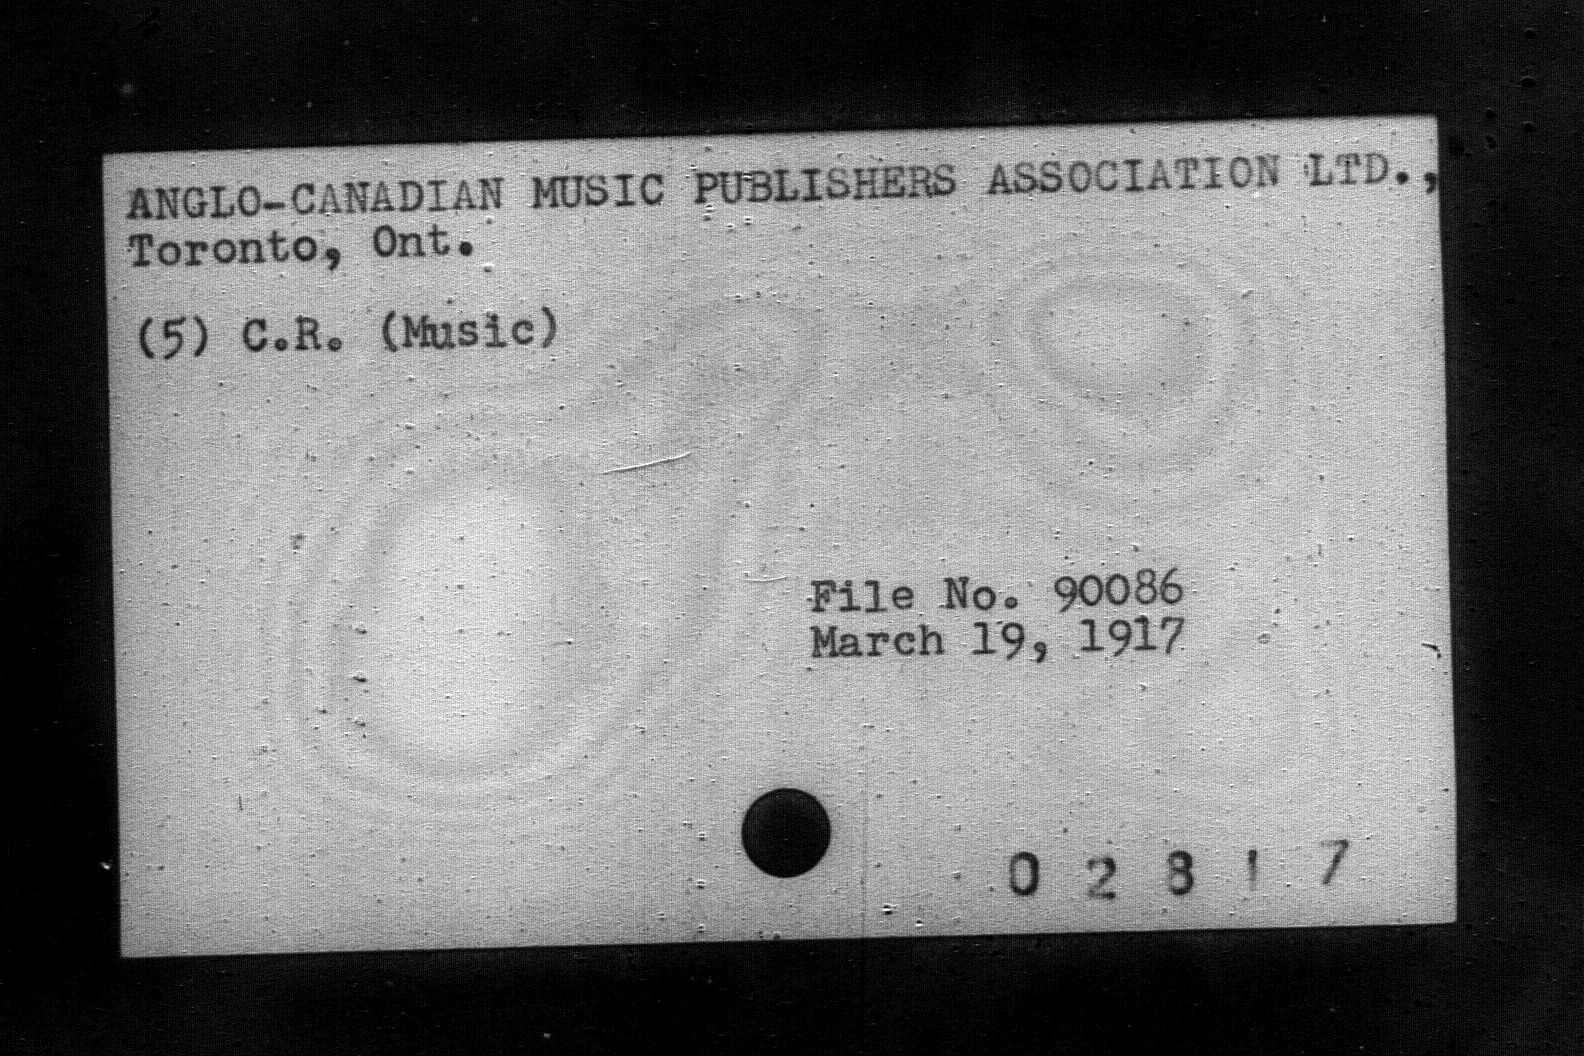 ANGLO-CANADIAN MUSIC PUBLISHERS ASSOCIATION LTD.,
Toronto, Ont.
(5) C.R. (Music)
File No. 90086
March 19, 1917
0 2 8 1 7